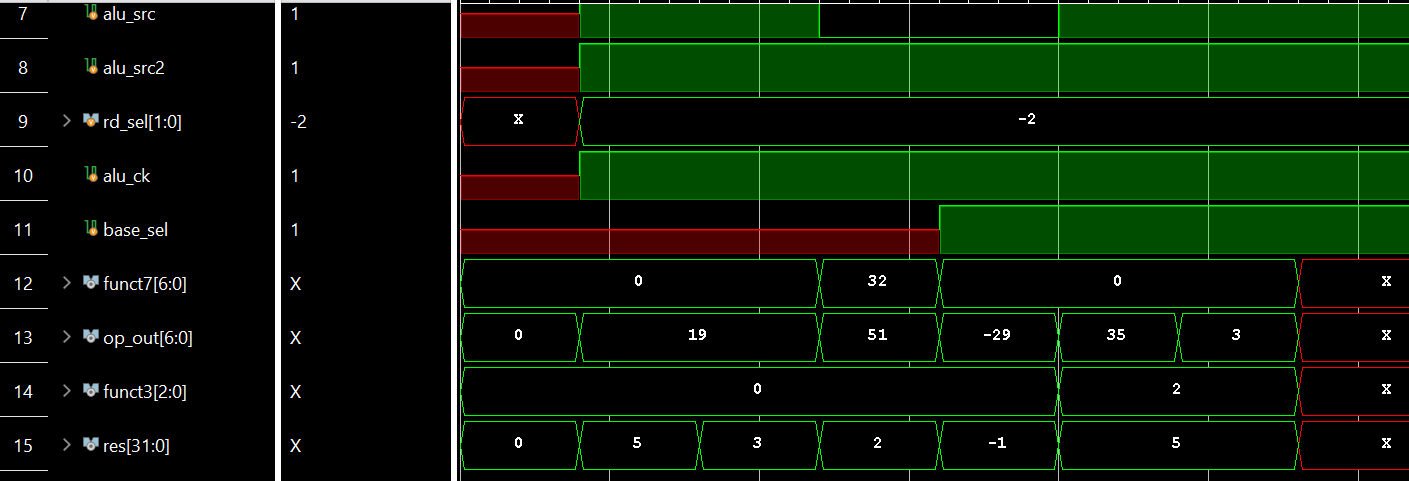 7 alu_src 1
8 alu_src2 1
9 rd_sel[1:0] -2 X -2
10 alu_ck 1
11 base_sel 1
12 funct7[6:0] X 0 32 0 X
13 op_out[6:0] X 0 19 51 -29 35 3 X
14 funct3[2:0] X 0 2 X
15 res[31:0] X 0 5 3 2 -1 5 X